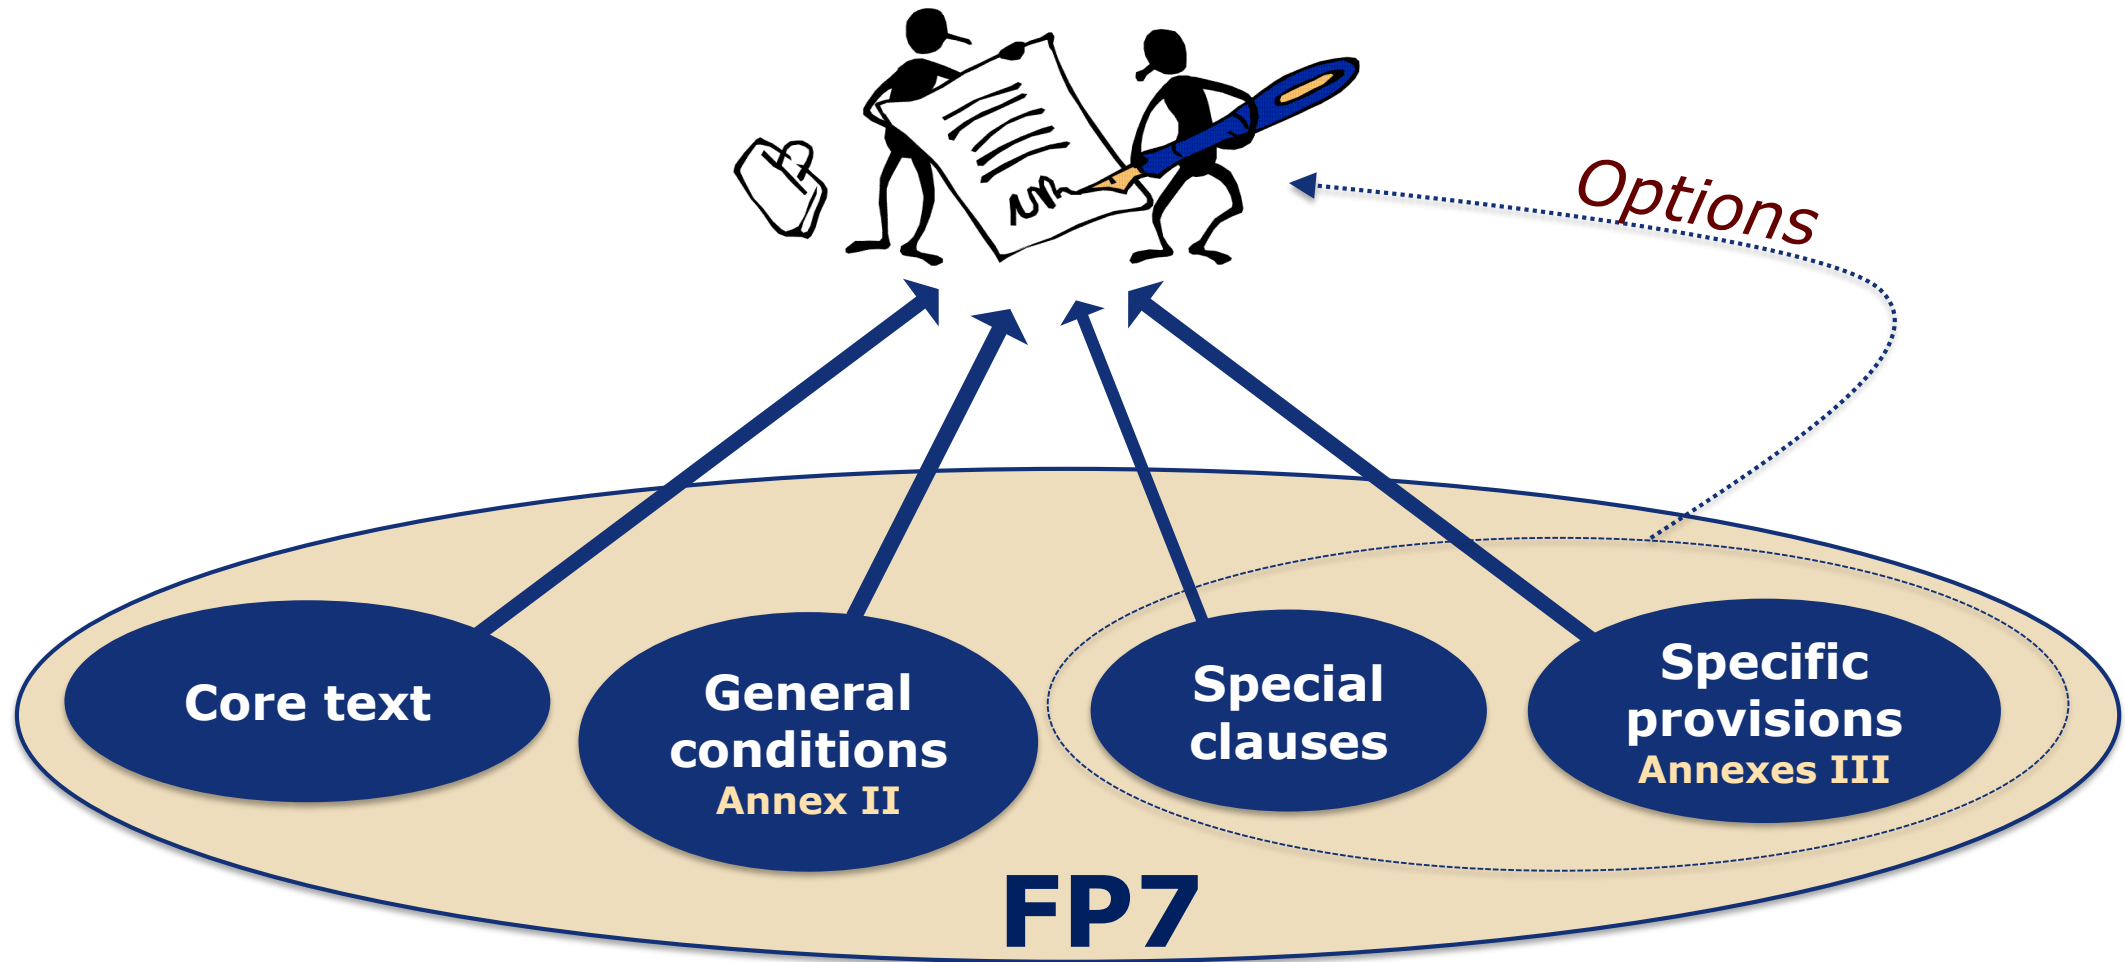 Options
Core text
General
conditions
Annex II
Special
clauses
Specific
provisions
Annexes III
FP7